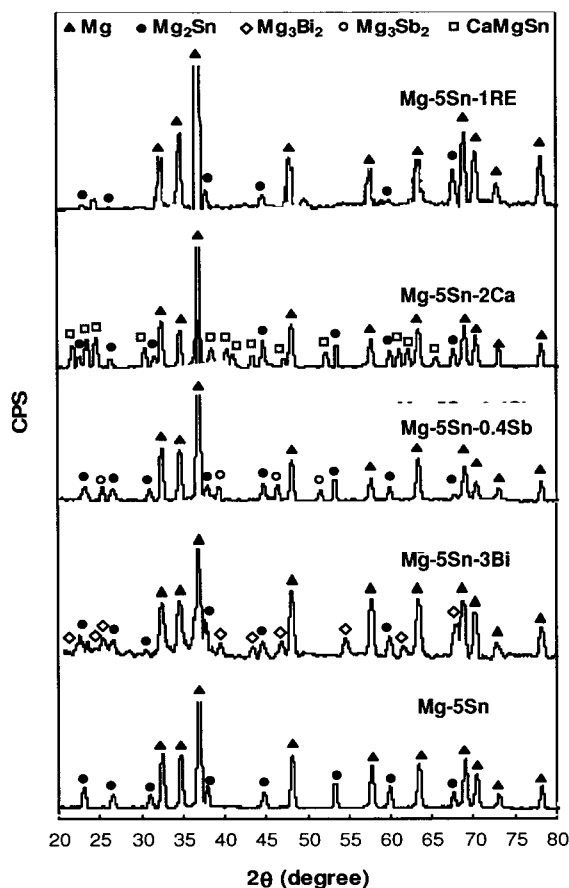 ▲ Mg ● Mg₂Sn ◇ Mg₃Bi₂ ○ Mg₃Sb₂ □ CaMgSn
Mg-5Sn-1RE
Mg-5Sn-2Ca
Mg-5Sn-0.4Sb
Mg-5Sn-3Bi
Mg-5Sn
CPS
20 25 30 35 40 45 50 55 60 65 70 75 80
2θ (degree)